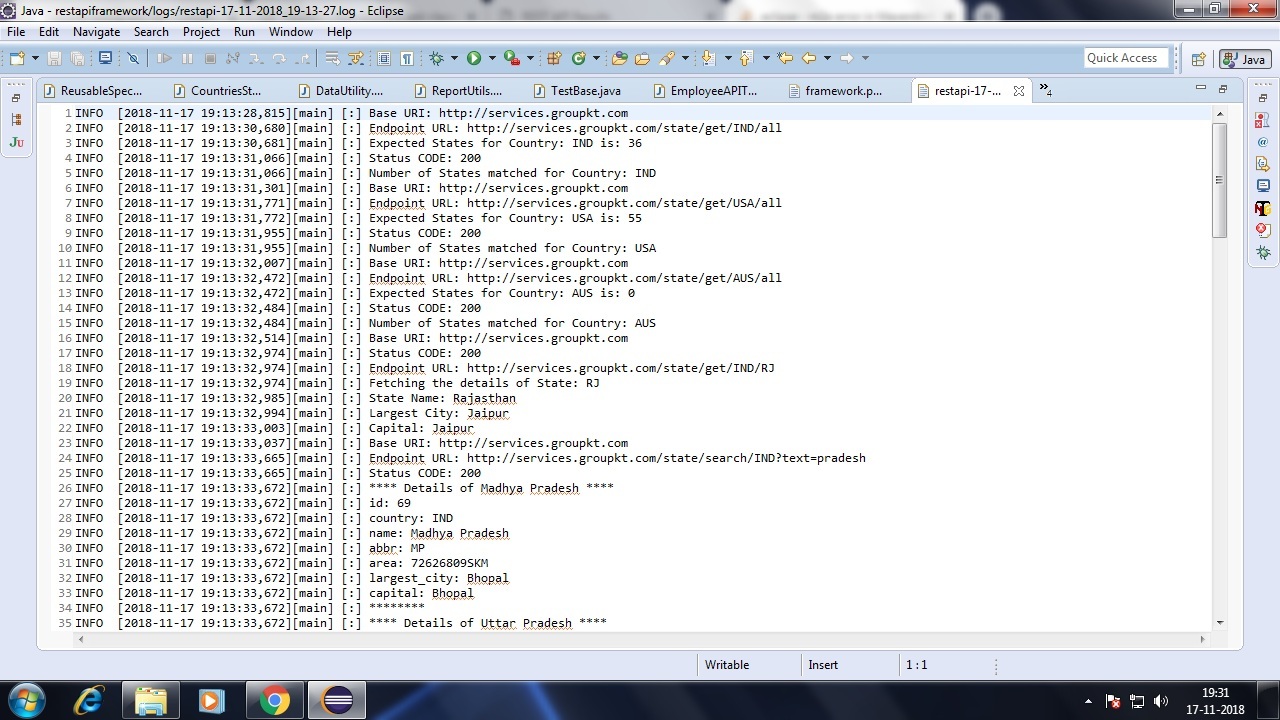 Java - restapiframework/logs/restapi-17-11-2018_19-13-27.log - Eclipse
File Edit Navigate Search Project Run Window Help
Quick Access
Java
ReusableSpec... CountriesSt... DataUtility.... ReportUtils.... TestBase.java EmployeeAPIT... framework.p... restapi-17-... »4
1 INFO [2018-11-17 19:13:28,815][main] [:] Base URI: http://services.groupkt.com
2 INFO [2018-11-17 19:13:30,680][main] [:] Endpoint URL: http://services.groupkt.com/state/get/IND/all
3 INFO [2018-11-17 19:13:30,681][main] [:] Expected States for Country: IND is: 36
4 INFO [2018-11-17 19:13:31,066][main] [:] Status CODE: 200
5 INFO [2018-11-17 19:13:31,066][main] [:] Number of States matched for Country: IND
6 INFO [2018-11-17 19:13:31,301][main] [:] Base URI: http://services.groupkt.com
7 INFO [2018-11-17 19:13:31,771][main] [:] Endpoint URL: http://services.groupkt.com/state/get/USA/all
8 INFO [2018-11-17 19:13:31,772][main] [:] Expected States for Country: USA is: 55
9 INFO [2018-11-17 19:13:31,955][main] [:] Status CODE: 200
10 INFO [2018-11-17 19:13:31,955][main] [:] Number of States matched for Country: USA
11 INFO [2018-11-17 19:13:32,007][main] [:] Base URI: http://services.groupkt.com
12 INFO [2018-11-17 19:13:32,472][main] [:] Endpoint URL: http://services.groupkt.com/state/get/AUS/all
13 INFO [2018-11-17 19:13:32,472][main] [:] Expected States for Country: AUS is: 0
14 INFO [2018-11-17 19:13:32,484][main] [:] Status CODE: 200
15 INFO [2018-11-17 19:13:32,484][main] [:] Number of States matched for Country: AUS
16 INFO [2018-11-17 19:13:32,514][main] [:] Base URI: http://services.groupkt.com
17 INFO [2018-11-17 19:13:32,974][main] [:] Status CODE: 200
18 INFO [2018-11-17 19:13:32,974][main] [:] Endpoint URL: http://services.groupkt.com/state/get/IND/RJ
19 INFO [2018-11-17 19:13:32,974][main] [:] Fetching the details of State: RJ
20 INFO [2018-11-17 19:13:32,985][main] [:] State Name: Rajasthan
21 INFO [2018-11-17 19:13:32,994][main] [:] Largest City: Jaipur
22 INFO [2018-11-17 19:13:33,003][main] [:] Capital: Jaipur
23 INFO [2018-11-17 19:13:33,037][main] [:] Base URI: http://services.groupkt.com
24 INFO [2018-11-17 19:13:33,665][main] [:] Endpoint URL: http://services.groupkt.com/state/search/IND?text=pradesh
25 INFO [2018-11-17 19:13:33,665][main] [:] Status CODE: 200
26 INFO [2018-11-17 19:13:33,672][main] [:] **** Details of Madhya Pradesh ****
27 INFO [2018-11-17 19:13:33,672][main] [:] id: 69
28 INFO [2018-11-17 19:13:33,672][main] [:] country: IND
29 INFO [2018-11-17 19:13:33,672][main] [:] name: Madhya Pradesh
30 INFO [2018-11-17 19:13:33,672][main] [:] abbr: MP
31 INFO [2018-11-17 19:13:33,672][main] [:] area: 72626809SKM
32 INFO [2018-11-17 19:13:33,672][main] [:] largest_city: Bhopal
33 INFO [2018-11-17 19:13:33,672][main] [:] capital: Bhopal
34 INFO [2018-11-17 19:13:33,672][main] [:] ********
35 INFO [2018-11-17 19:13:33,672][main] [:] **** Details of Uttar Pradesh ****
Writable Insert 1 : 1
19:31
17-11-2018